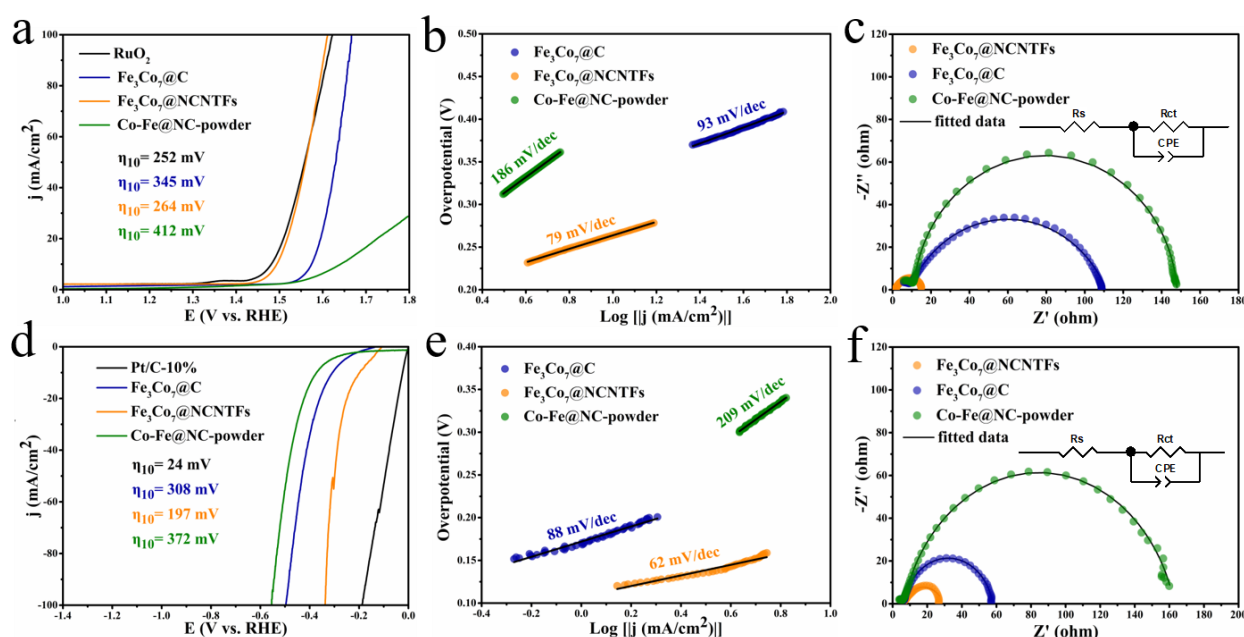 a
100
80
60
40
20
0
j (mA/cm²)
RuO₂
Fe₃Co₇@C
Fe₃Co₇@NCNTFs
Co-Fe@NC-powder
η₁₀= 252 mV
η₁₀= 345 mV
η₁₀= 264 mV
η₁₀= 412 mV
1.0 1.1 1.2 1.3 1.4 1.5 1.6 1.7 1.8
E (V vs. RHE)
b
0.50
0.45
0.40
0.35
0.30
0.25
0.20
Overpotential (V)
Fe₃Co₇@C
Fe₃Co₇@NCNTFs
Co-Fe@NC-powder
186 mV/dec
93 mV/dec
79 mV/dec
0.4 0.6 0.8 1.0 1.2 1.4 1.6 1.8 2.0
Log [|j (mA/cm²)|]
c
120
100
80
60
40
20
0
-Z'' (ohm)
Fe₃Co₇@NCNTFs
Fe₃Co₇@C
Co-Fe@NC-powder
fitted data
Rs
Rct
CPE
0 20 40 60 80 100 120 140 160 180
Z' (ohm)
d
0
-20
-40
-60
-80
-100
j (mA/cm²)
Pt/C-10%
Fe₃Co₇@C
Fe₃Co₇@NCNTFs
Co-Fe@NC-powder
η₁₀= 24 mV
η₁₀= 308 mV
η₁₀= 197 mV
η₁₀= 372 mV
-1.0 -0.8 -0.6 -0.4 -0.2 0.0
E (V vs. RHE)
e
0.40
0.35
0.30
0.25
0.20
0.15
0.10
Overpotential (V)
Fe₃Co₇@C
Fe₃Co₇@NCNTFs
Co-Fe@NC-powder
209 mV/dec
88 mV/dec
62 mV/dec
-0.4 0.0 0.4 0.8 1.2
Log [|j (mA/cm²)|]
f
120
100
80
60
40
20
0
-Z'' (ohm)
Fe₃Co₇@NCNTFs
Fe₃Co₇@C
Co-Fe@NC-powder
fitted data
Rs
Rct
CPE
0 20 40 60 80 100 120 140 160 180 200
Z' (ohm)